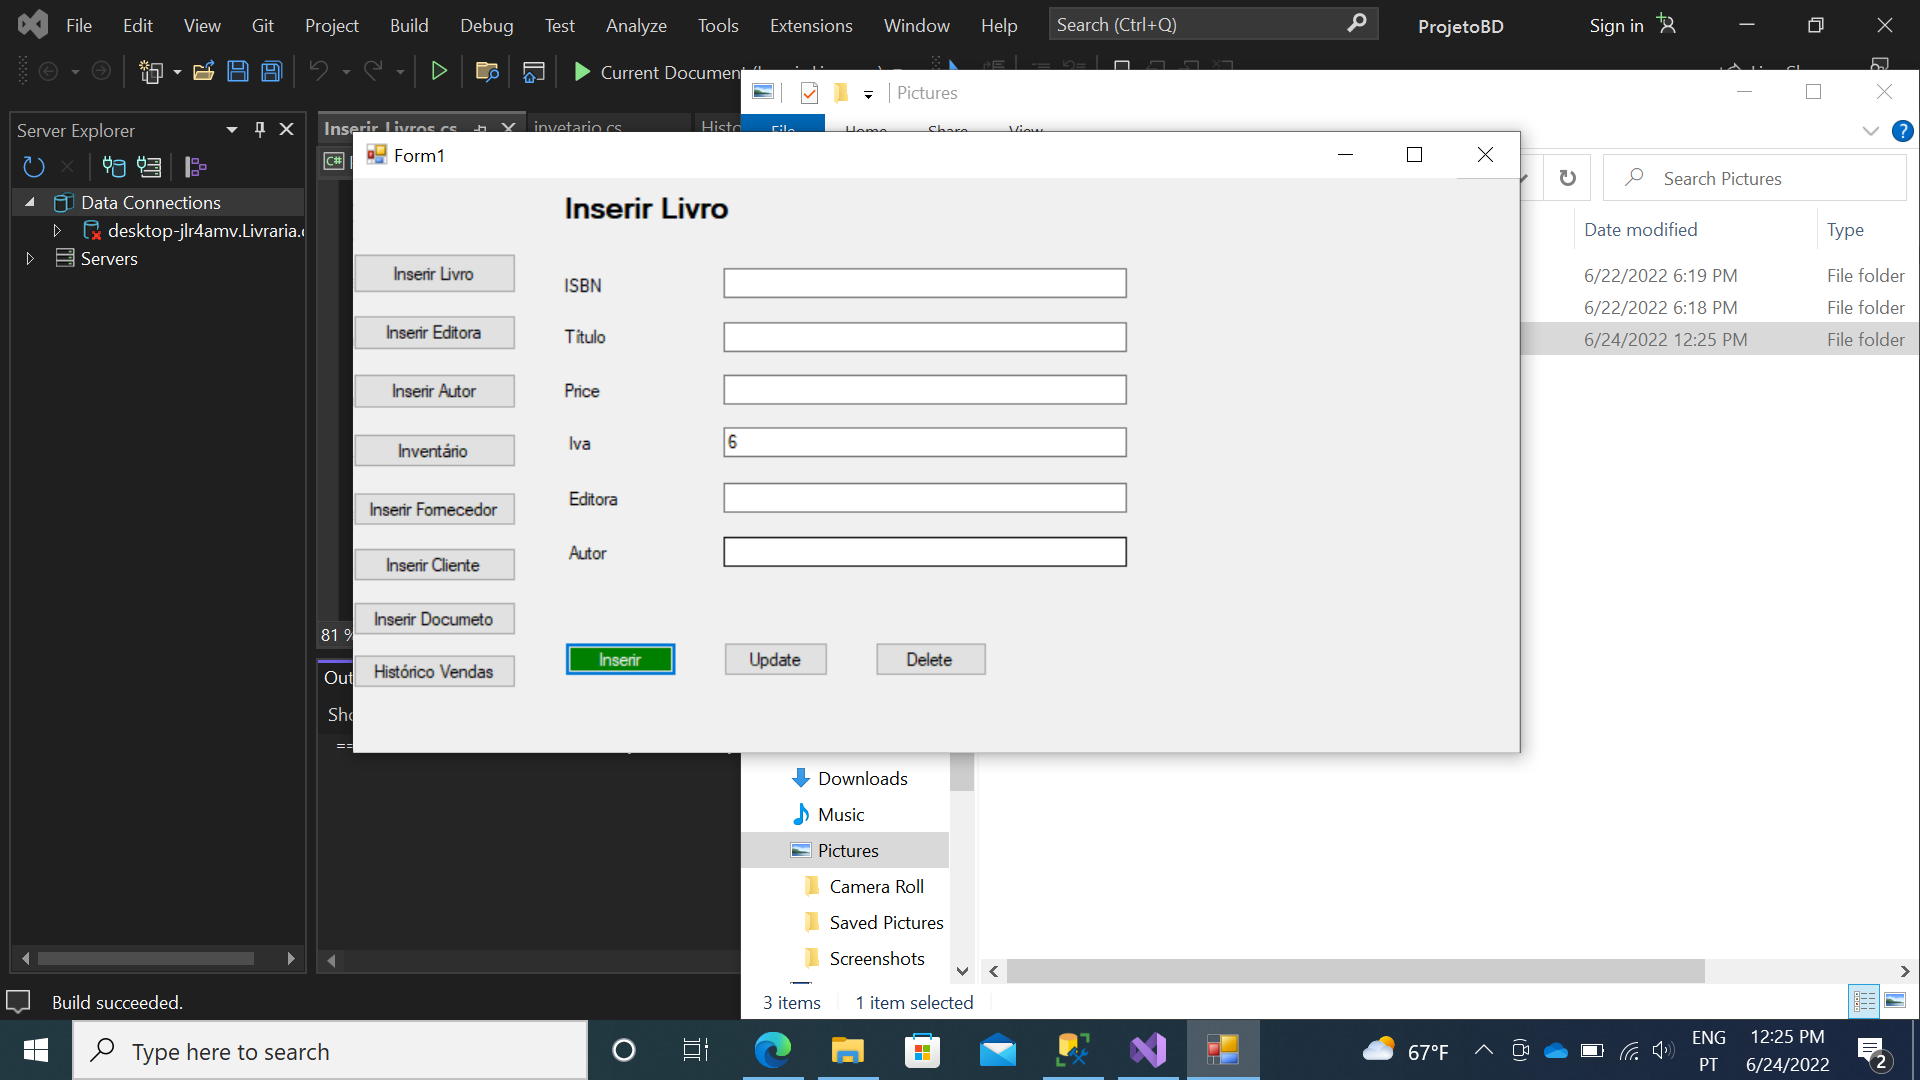 File Edit View Git Project Build Debug Test Analyze Tools Extensions Window Help Search (Ctrl+Q) ProjetoBD Sign in
Current Document
Pictures
Server Explorer
Inserir_Livros.cs invetario.cs Histo
File Home Share View
Form1
Data Connections
desktop-jlr4amv.Livraria.
Servers
Search Pictures
Date modified Type
6/22/2022 6:19 PM File folder
6/22/2022 6:18 PM File folder
6/24/2022 12:25 PM File folder
Inserir Livro
Inserir Livro
Inserir Editora
Inserir Autor
Inventário
Inserir Fornecedor
Inserir Cliente
Inserir Documeto
Histórico Vendas
ISBN
Título
Price
Iva 6
Editora
Autor
Inserir Update Delete
81 %
Out
Sho
==
Downloads
Music
Pictures
Camera Roll
Saved Pictures
Screenshots
3 items 1 item selected
Build succeeded.
Type here to search
67°F
ENG
PT
12:25 PM
6/24/2022
2